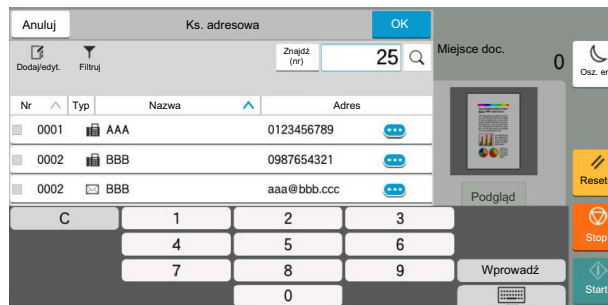 Anuluj
Ks. adresowa
OK
Dodaj/edyt.
Filtruj
Znajdź
(nr)
25
Miejsce doc.
0
Osz. en
Nr Typ Nazwa Adres
0001 AAA 0123456789
0002 BBB 0987654321
0002 BBB aaa@bbb.ccc
Podgląd
Reset
Stop
Start
C 1 2 3
4 5 6
7 8 9 Wprowadź
0